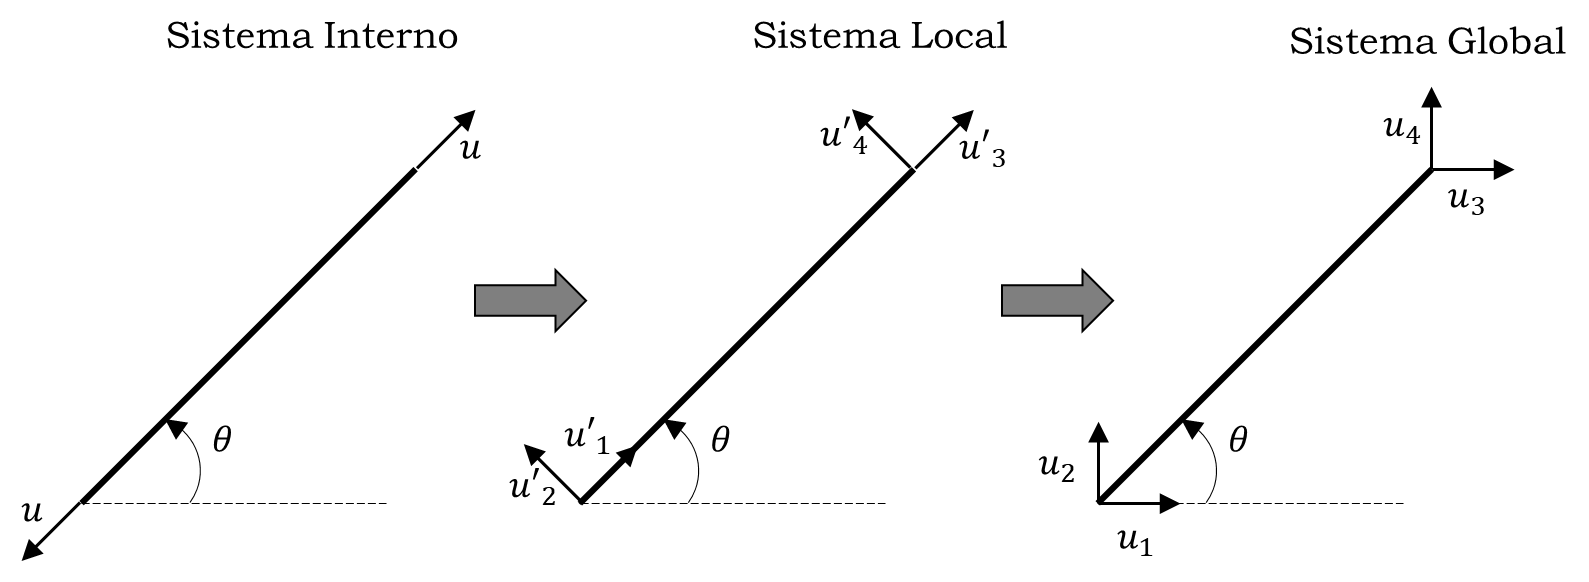 Sistema Interno
u
θ
u
Sistema Local
u′4
u′3
u′1
θ
u′2
Sistema Global
u4
u3
θ
u2
u1